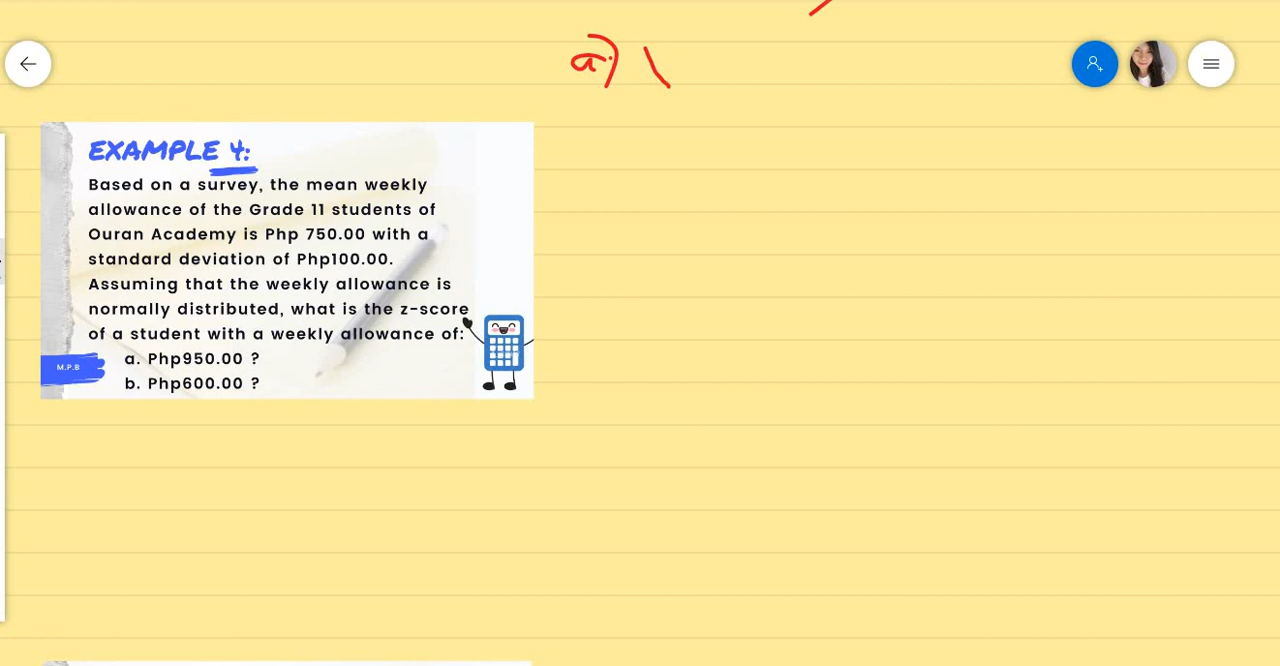 a)
EXAMPLE 4:
Based on a survey, the mean weekly
allowance of the Grade 11 students of
Ouran Academy is Php 750.00 with a
standard deviation of Php100.00.
Assuming that the weekly allowance is
normally distributed, what is the z-score
of a student with a weekly allowance of:
a. Php950.00 ?
M.P.B
b. Php600.00 ?